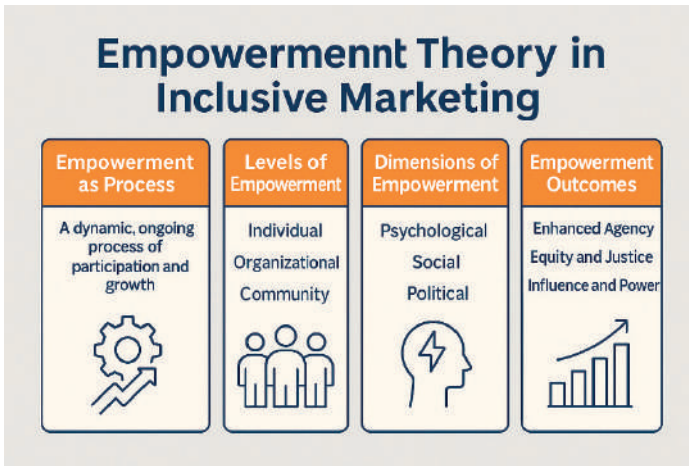 Empowermennt Theory in
Inclusive Marketing
Empowerment
as Process
A dynamic, ongoing
process of
participation and
growth
Levels of
Empowerment
Individual
Organizational
Community
Dimensions of
Empowerment
Psychological
Social
Political
Empowerment
Outcomes
Enhanced Agency
Equity and Justice
Influence and Power